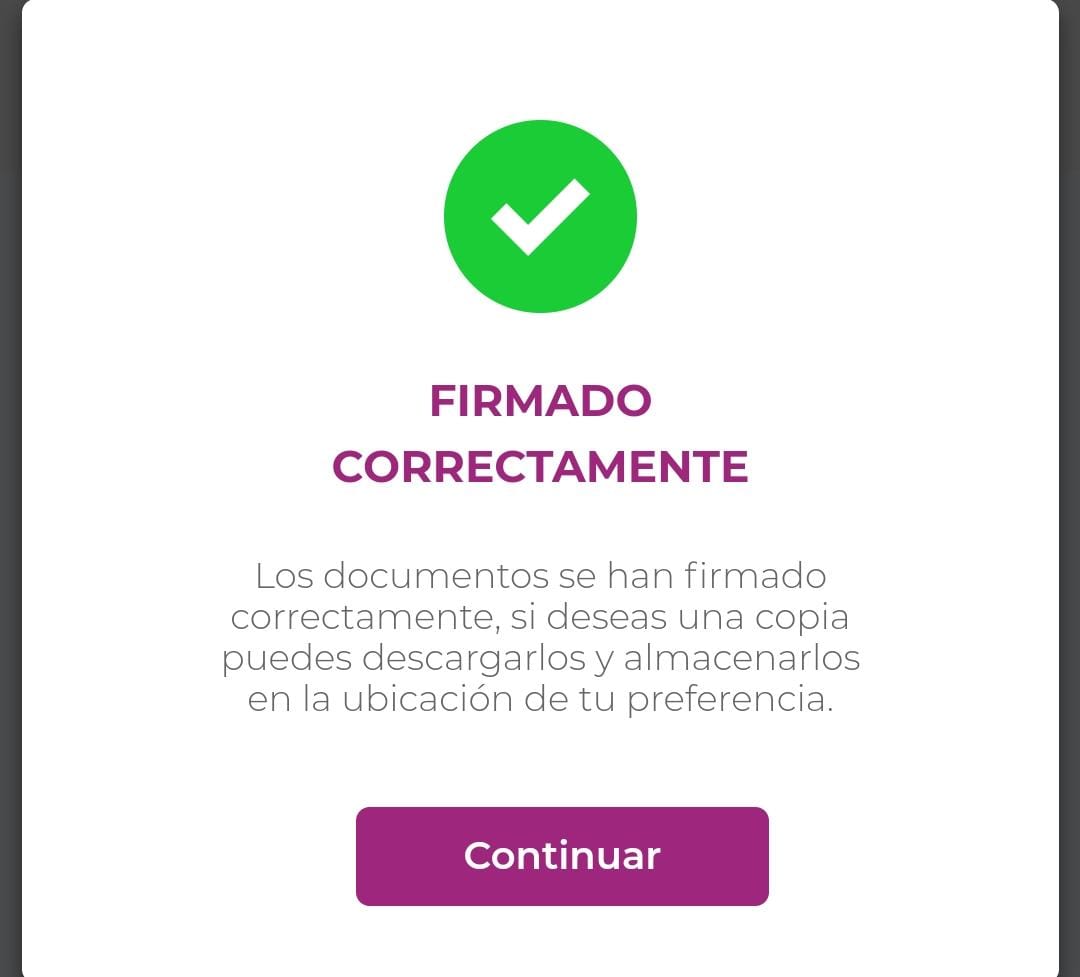 FIRMADO
CORRECTAMENTE
Los documentos se han firmado
correctamente, si deseas una copia
puedes descargarlos y almacenarlos
en la ubicación de tu preferencia.
Continuar